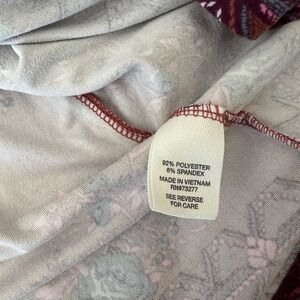 92% POLYESTER
8% SPANDEX
MADE IN VIETNAM
RN#73277
SEE REVERSE
FOR CARE